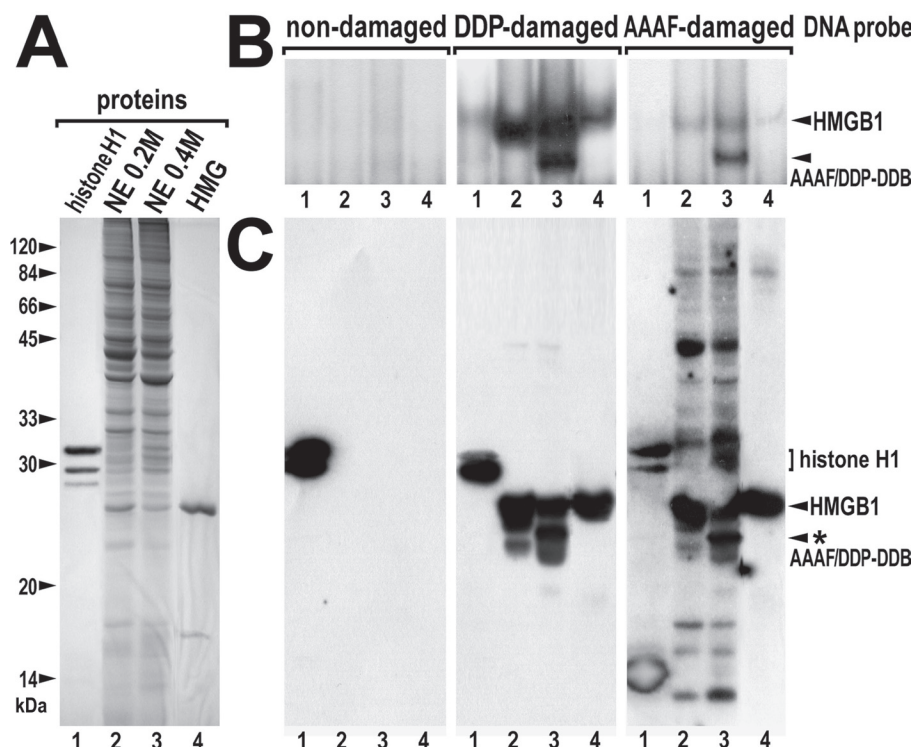 A
proteins
histone H1
NE 0.2M
NE 0.4M
HMG
120
84
66
45
33
30
20
14
kDa
1 2 3 4
B
non-damaged DDP-damaged AAAF-damaged DNA probe
HMGB1
AAAF/DDP-DDB
1 2 3 4 1 2 3 4 1 2 3 4
C
histone H1
HMGB1
*
AAAF/DDP-DDB
1 2 3 4 1 2 3 4 1 2 3 4